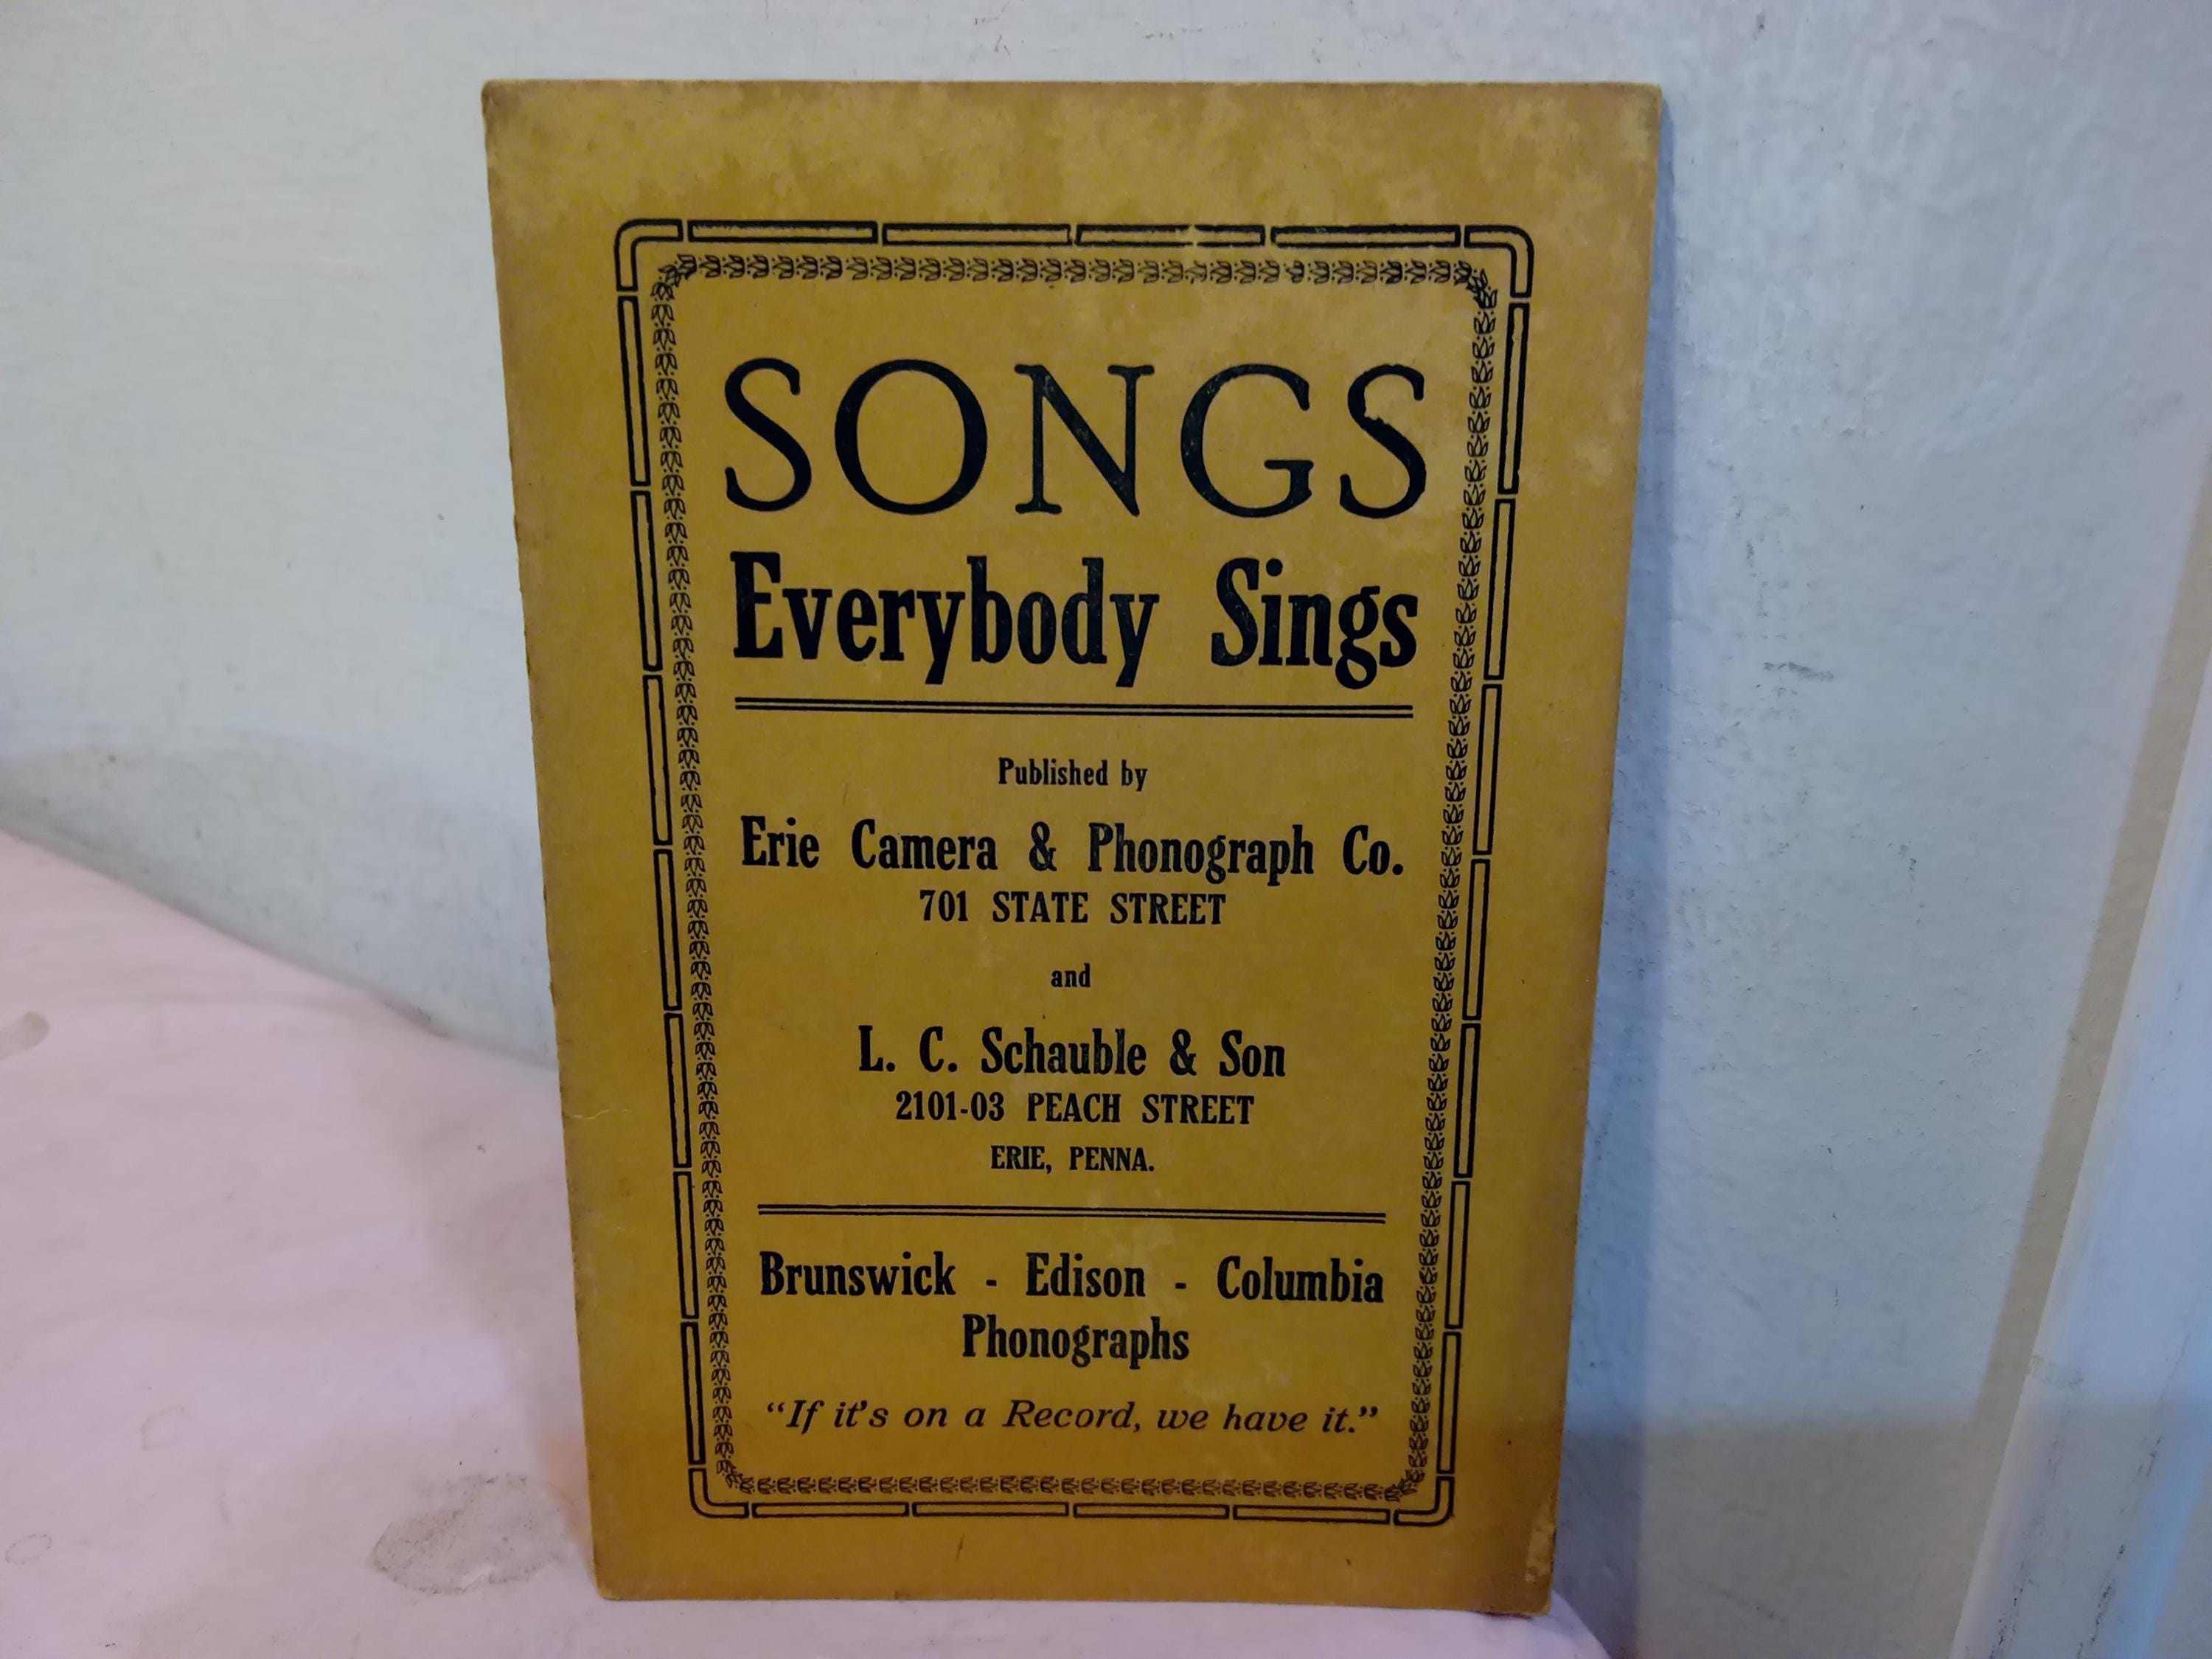 SONGS
Everybody Sings
Published by
Erie Camera & Phonograph Co.
701 STATE STREET
and
L. C. Schauble & Son
2101-03 PEACH STREET
ERIE, PENNA.
Brunswick - Edison - Columbia
Phonographs
“If it's on a Record, we have it.”